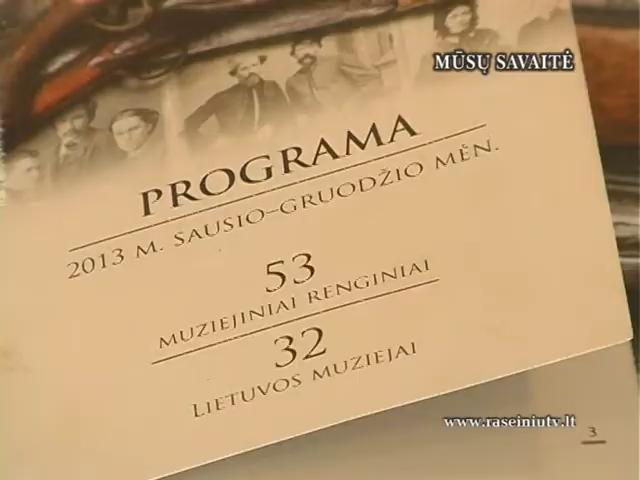 MŪSŲ SAVAITĖ
PROGRAMA
2013 M. SAUSIO–GRUODŽIO MĖN.
53
MUZIEJINIAI RENGINIAI
32
LIETUVOS MUZIEJAI
www.raseiniutv.lt
3